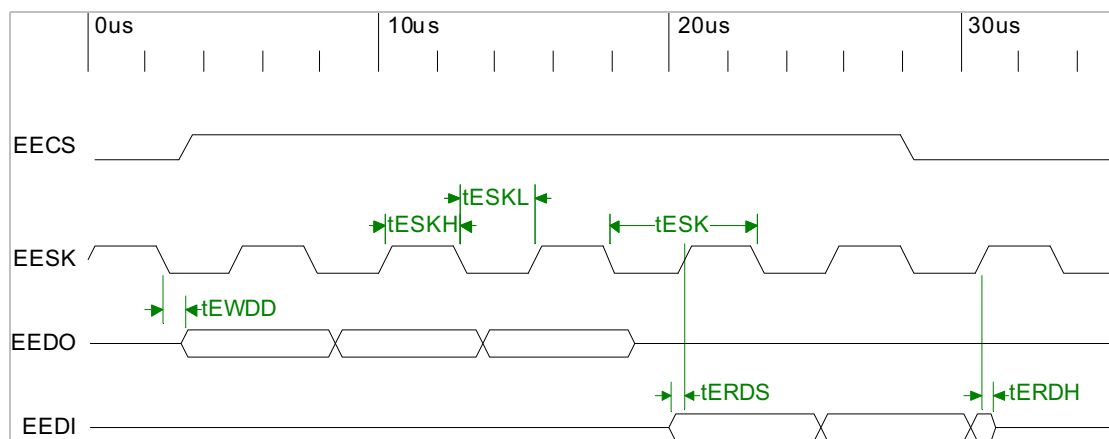 0us 10us 20us 30us
EECS
tESKL
tESKH tESK
EESK
tEWDD
EEDO
tERDS tERDH
EEDI